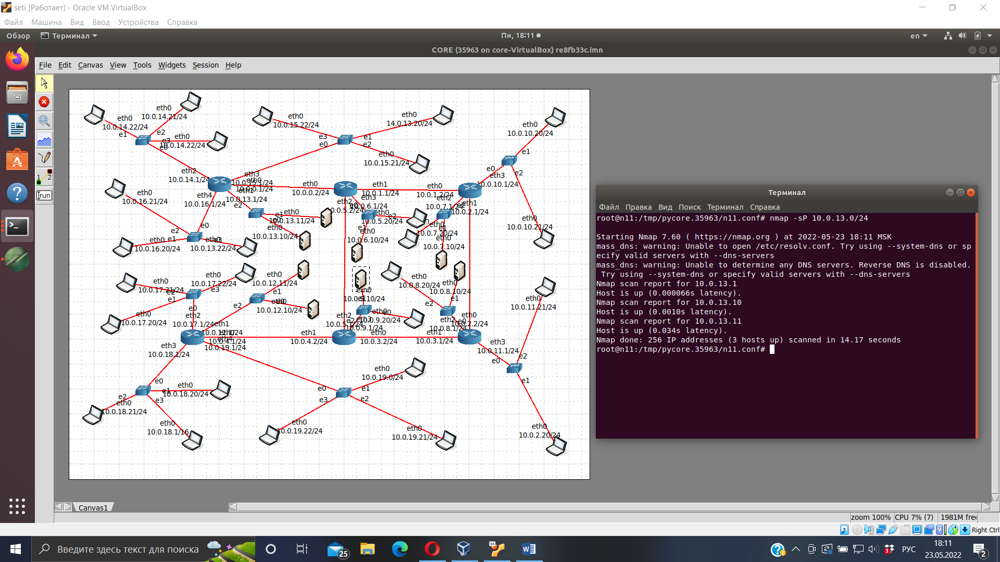 seti [Работает] - Oracle VM VirtualBox
Файл Машина Вид Ввод Устройства Справка
Обзор Терминал Пн, 18:11 en
CORE (35963 on core-VirtualBox) re8fb33c.imn
File Edit Canvas View Tools Widgets Session Help
eth0
10.0.14.21/24
eth0
10.0.14.22/24
e1
e2
eth0
10.0.14.22/24
e3
e0
eth0
10.0.15.22/24
eth0
14.0.13.20/24
e3
e0
e1
e2
eth0
10.0.15.21/24
eth0
10.0.10.20/24
e1
e0
e2
eth3
10.0.10.1/24
eth2
10.0.14.1/24
eth3
10.0.15.1/24
eth0
10.0.0.1/24
eth1
10.0.13.1/24
eth4
10.0.16.1/24
eth0
10.0.0.2/24
eth1
10.0.1.1/24
eth0
10.0.1.2/24
eth3
10.0.6.1/24
eth2
10.0.7.1/24
eth1
10.0.2.1/24
eth0
10.0.16.21/24
e2
e1
eth0
10.0.13.11/24
eth0
10.0.13.10/24
e2
e0
e1
eth0
10.0.16.20/24
eth0
10.0.13.22/24
eth0
10.0.5.20/24
e2
eth0
10.0.6.10/24
eth0
10.0.7.20/24
eth0
10.0.7.10/24
eth0
10.0.10.21/24
eth0
10.0.17.21/24
eth0
10.0.17.22/24
e3
e1
e0
eth0
10.0.17.20/24
eth0
10.0.12.11/24
e1
e2
10.0.12.10/24
eth0
eth0
10.0.8.20/24
eth0
10.0.8.10/24
e2
e1
eth0
10.0.9.20/24
eth0
10.0.11.21/24
eth2
10.0.17.1/24
eth1
10.0.12.1/24
10.0.4.1/24
eth4
10.0.19.1/24
eth3
10.0.18.1/24
eth1
10.0.4.2/24
eth2
eth3
10.0.9.1/24
eth0
10.0.3.2/24
eth1
10.0.3.1/24
eth2
10.0.8.1/24
eth0
10.0.2.2/24
eth3
10.0.11.1/24
e0
e2
e1
e0
eth0
10.0.18.20/24
e1
e2
e3
eth0
10.0.18.21/24
eth0
10.0.18.1/16
eth0
10.0.19.0/24
e0
e1
e3
e2
eth0
10.0.19.22/24
eth0
10.0.19.21/24
eth0
10.0.2.20/24
1 2
run
Canvas1
zoom 100% CPU 7% (7) 1981M free
Терминал
Файл Правка Вид Поиск Терминал Справка
root@n11:/tmp/pycore.35963/n11.conf# nmap -sP 10.0.13.0/24
Starting Nmap 7.60 ( https://nmap.org ) at 2022-05-23 18:11 MSK
mass_dns: warning: Unable to open /etc/resolv.conf. Try using --system-dns or sp
ecify valid servers with --dns-servers
mass_dns: warning: Unable to determine any DNS servers. Reverse DNS is disabled.
Try using --system-dns or specify valid servers with --dns-servers
Nmap scan report for 10.0.13.1
Host is up (0.000066s latency).
Nmap scan report for 10.0.13.10
Host is up (0.0010s latency).
Nmap scan report for 10.0.13.11
Host is up (0.034s latency).
Nmap done: 256 IP addresses (3 hosts up) scanned in 14.17 seconds
root@n11:/tmp/pycore.35963/n11.conf#
Right Ctrl
Введите здесь текст для поиска
25
64
3
РУС
18:11
23.05.2022
2